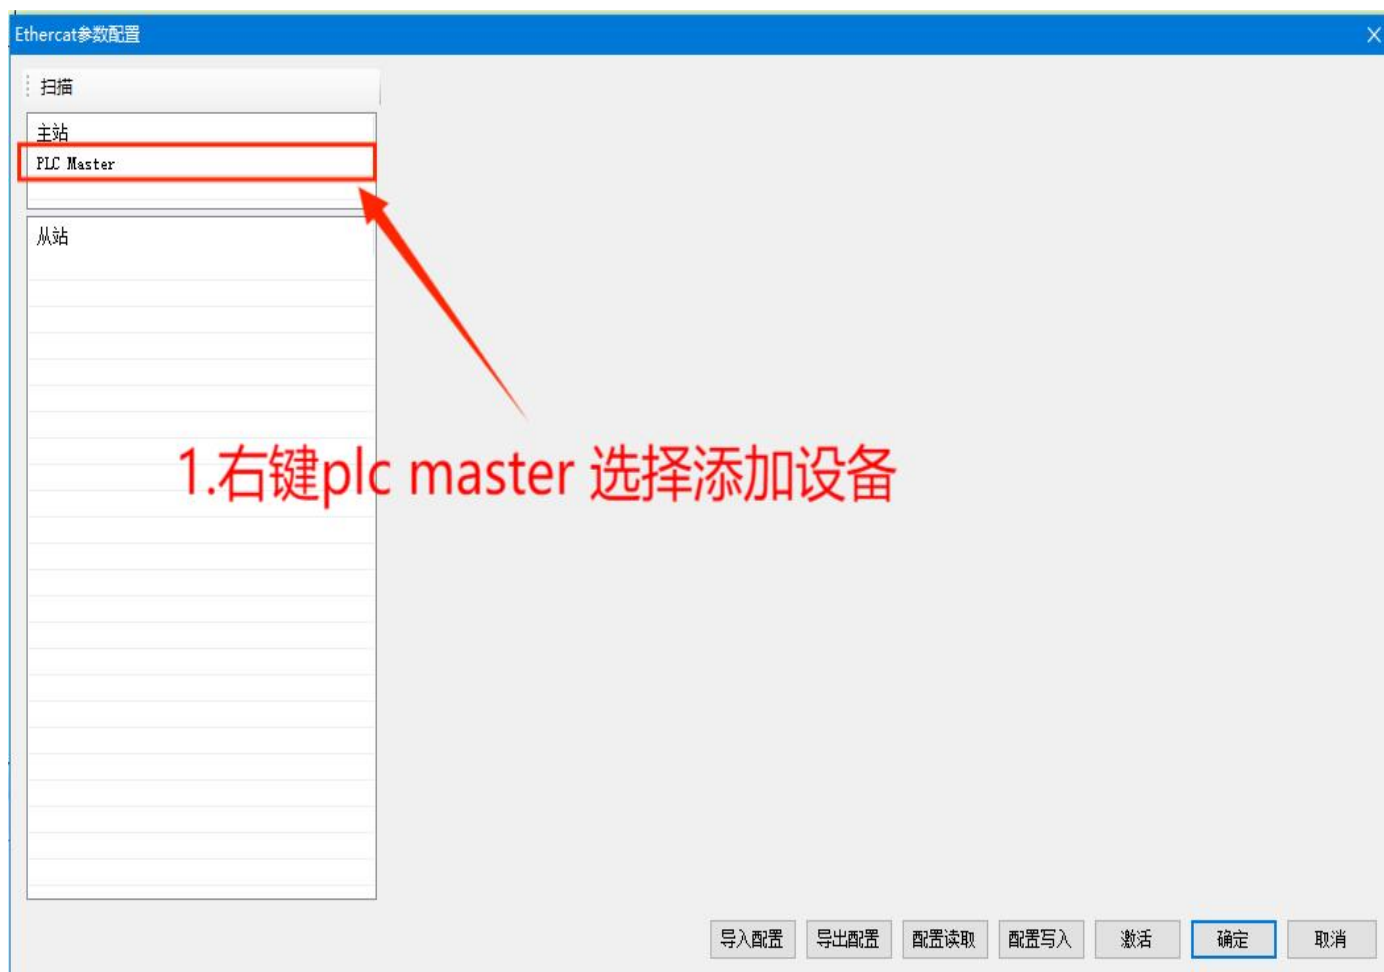 Ethercat参数配置
扫描
主站
PLC Master
从站
1.右键plc master 选择添加设备
导入配置 导出配置 配置读取 配置写入 激活 确定 取消